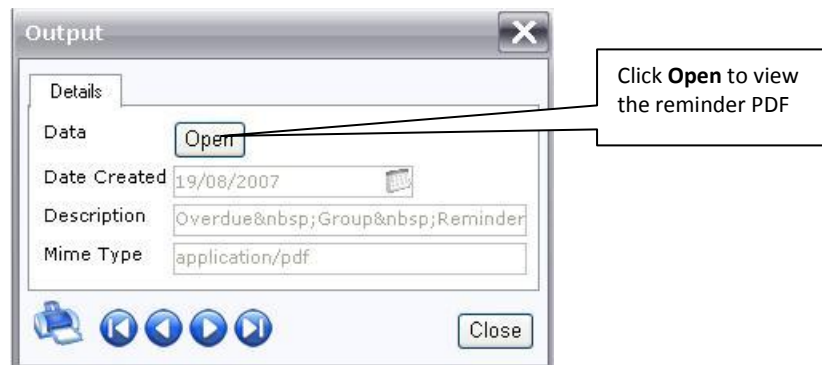 Output
Click Open to view
the reminder PDF
Details
Data
Open
Date Created
19/08/2007
Description
Overdue&nbsp;Group&nbsp;Reminder
Mime Type
application/pdf
Close